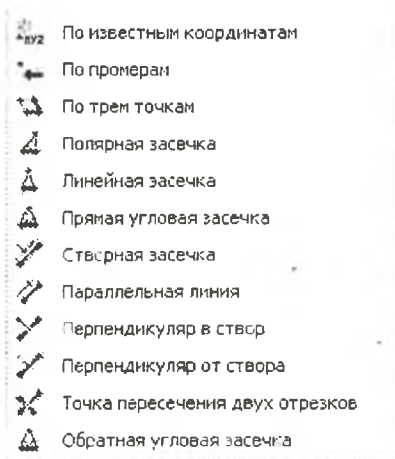 По известным координатам
По промерам
По трем точкам
Полярная засечка
Линейная засечка
Прямая угловая засечка
Створная засечка
Параллельная линия
Перпендикуляр в створ
Перпендикуляр от створа
Точка пересечения двух отрезков
Обратная угловая засечка